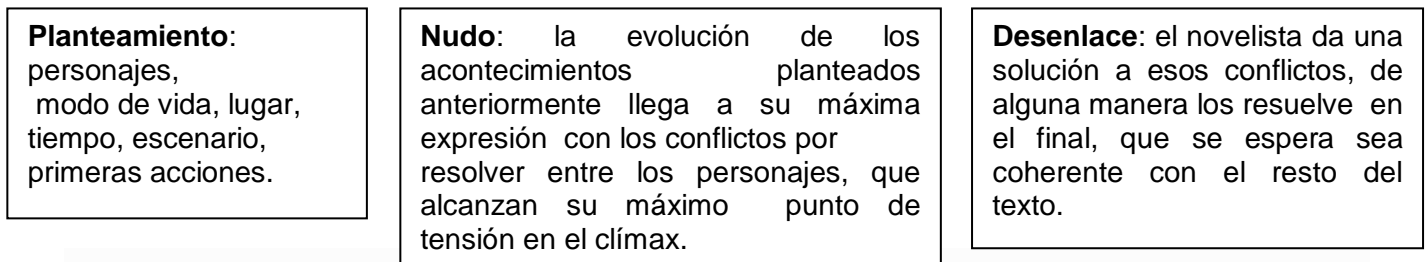 Planteamiento:
personajes,
modo de vida, lugar,
tiempo, escenario,
primeras acciones.
Nudo: la evolución de los
acontecimientos planteados
anteriormente llega a su máxima
expresión con los conflictos por
resolver entre los personajes, que
alcanzan su máximo punto de
tensión en el clímax.
Desenlace: el novelista da una
solución a esos conflictos, de
alguna manera los resuelve en
el final, que se espera sea
coherente con el resto del
texto.